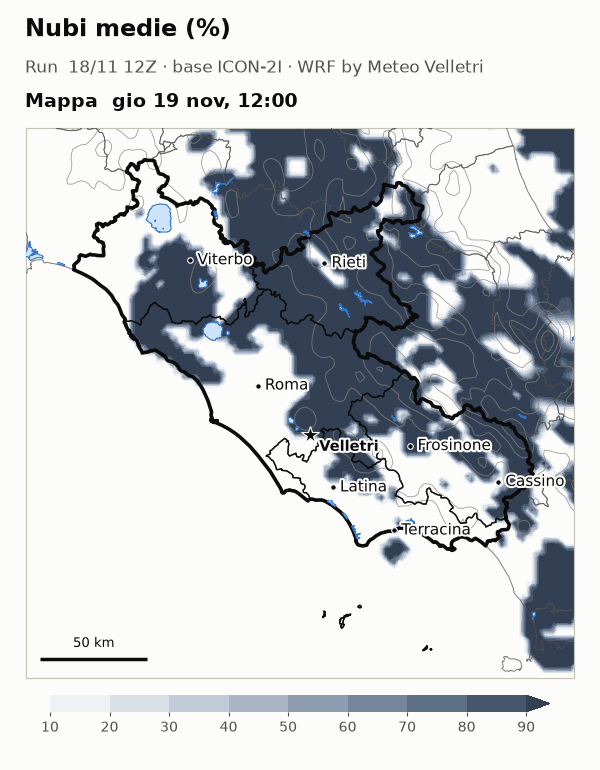 Nubi medie (%)
Run 18/11 12Z · base ICON-2I · WRF by Meteo Velletri
Mappa gio 19 nov, 12:00
Viterbo
Rieti
Roma
Velletri
Frosinone
Latina
Cassino
Terracina
50 km
10 20 30 40 50 60 70 80 90